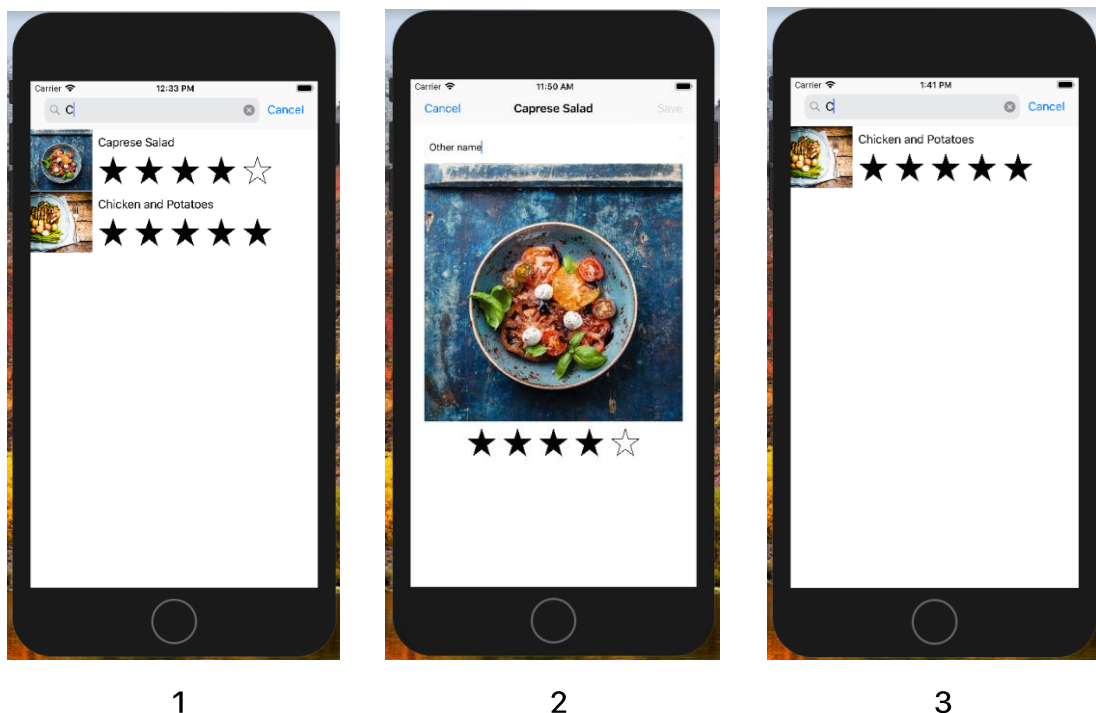 Carrier 12:33 PM
C Cancel
Caprese Salad
Chicken and Potatoes
1
Carrier 11:50 AM
Cancel Caprese Salad Save
Other name
2
Carrier 1:41 PM
C Cancel
Chicken and Potatoes
3